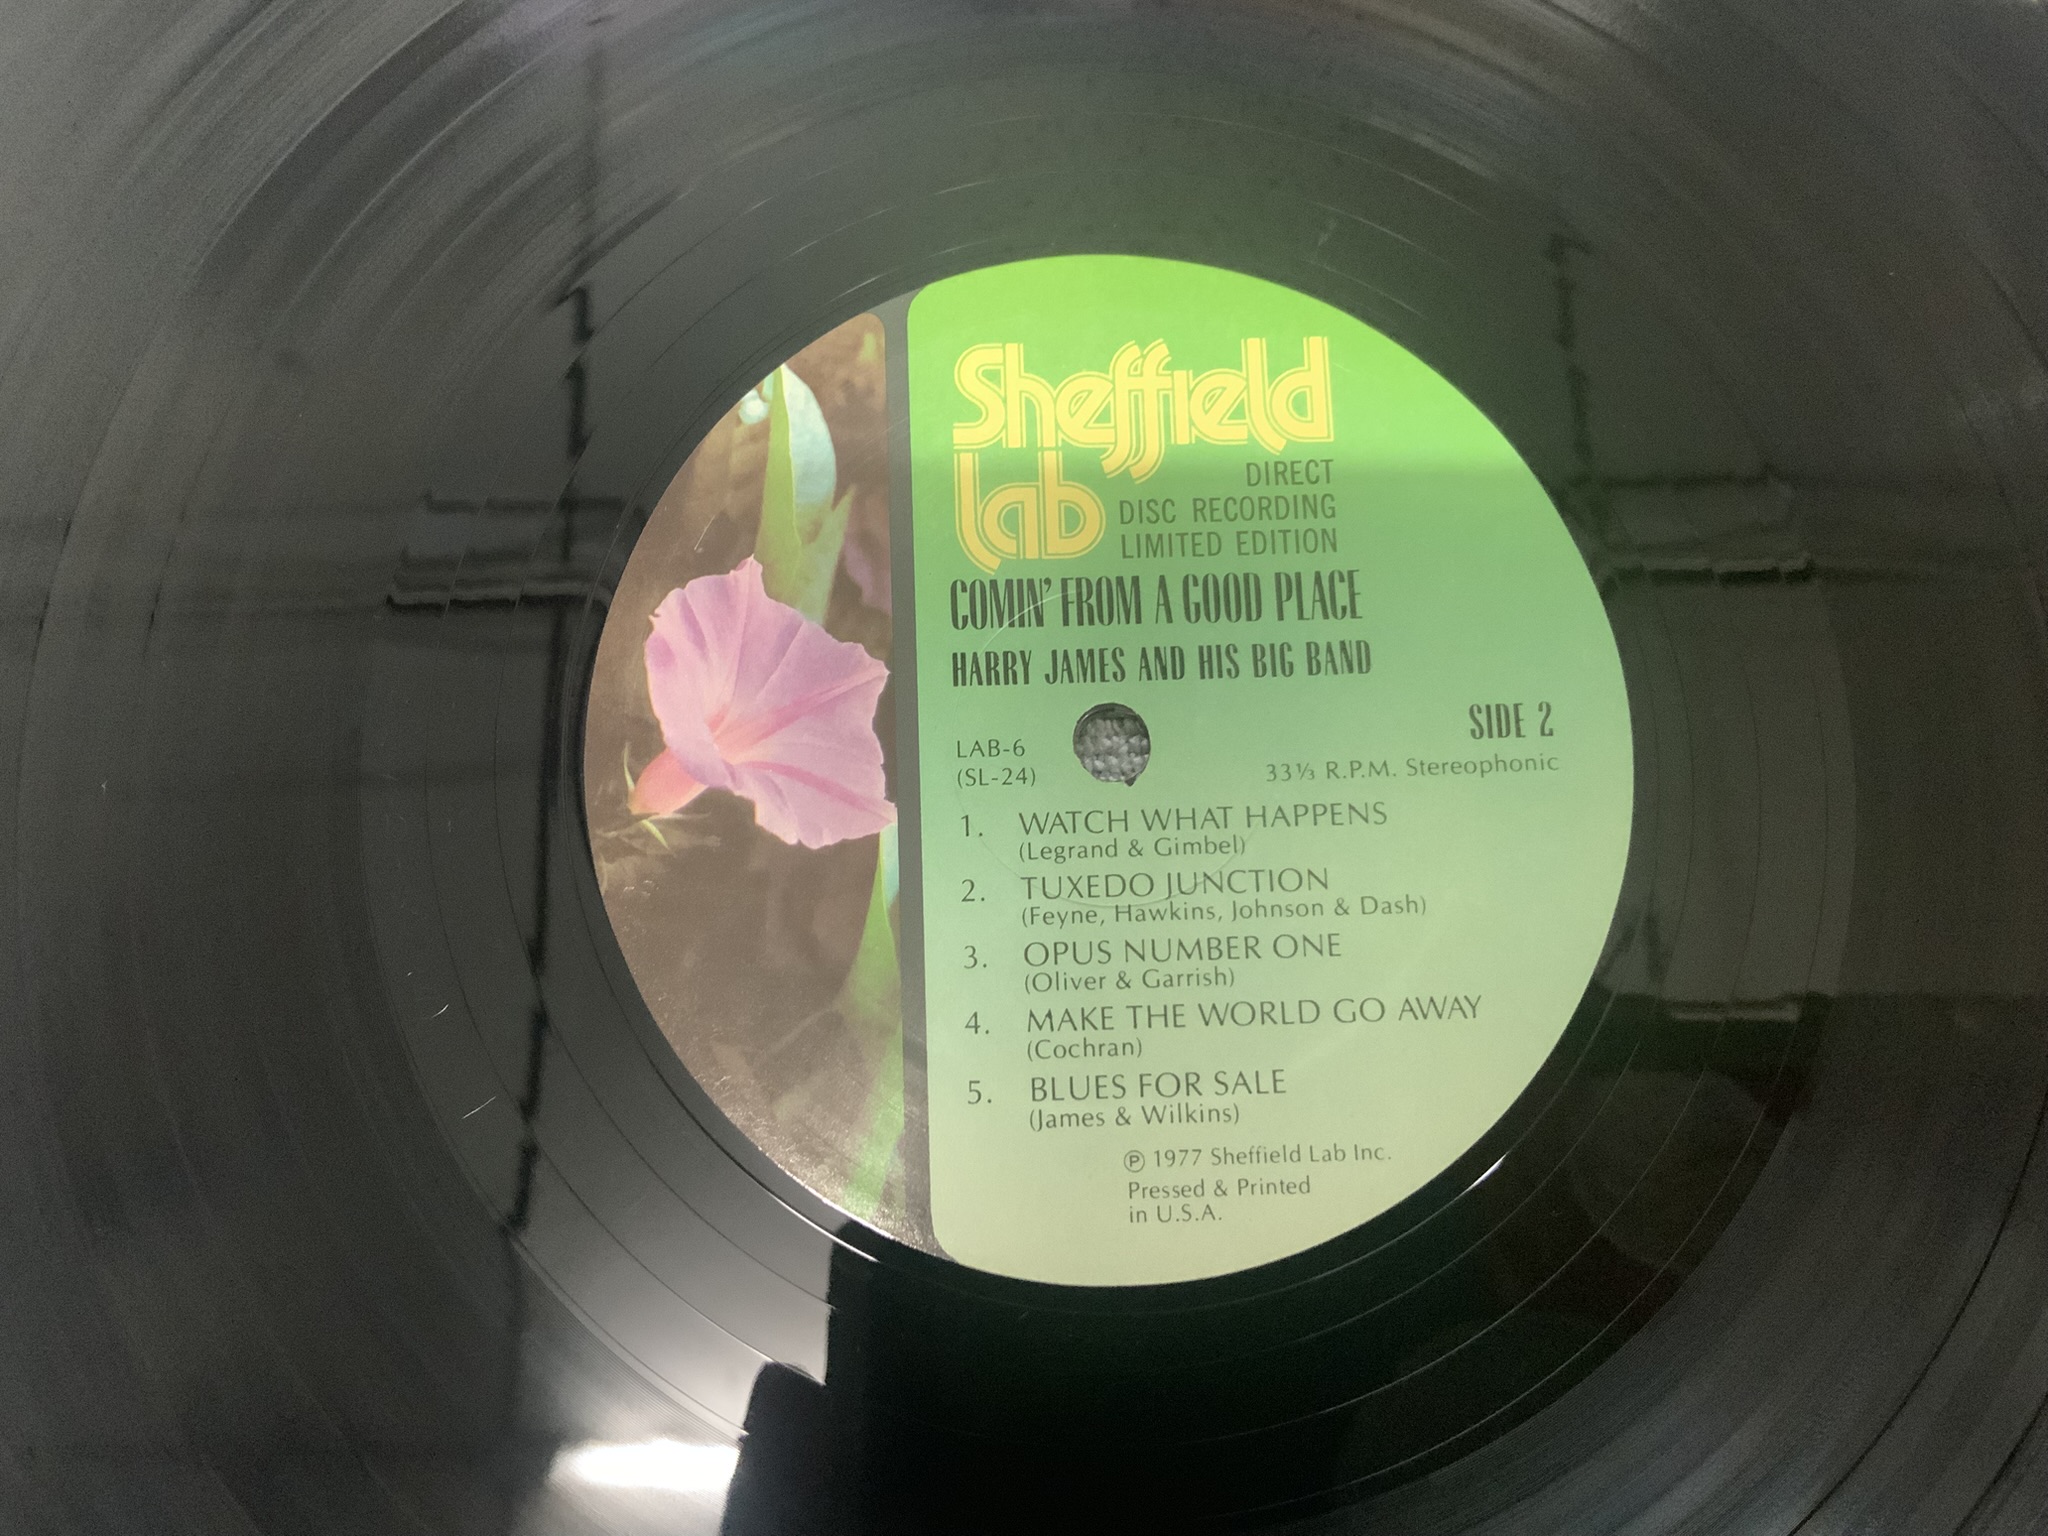 Sheffield
Lab
DIRECT
DISC RECORDING
LIMITED EDITION
COMIN' FROM A GOOD PLACE
HARRY JAMES AND HIS BIG BAND
SIDE 2
LAB-6
(SL-24)
33⅓ R.P.M. Stereophonic
1. WATCH WHAT HAPPENS
(Legrand & Gimbel)
2. TUXEDO JUNCTION
(Feyne, Hawkins, Johnson & Dash)
3. OPUS NUMBER ONE
(Oliver & Garrish)
4. MAKE THE WORLD GO AWAY
(Cochran)
5. BLUES FOR SALE
(James & Wilkins)
℗ 1977 Sheffield Lab Inc.
Pressed & Printed
in U.S.A.